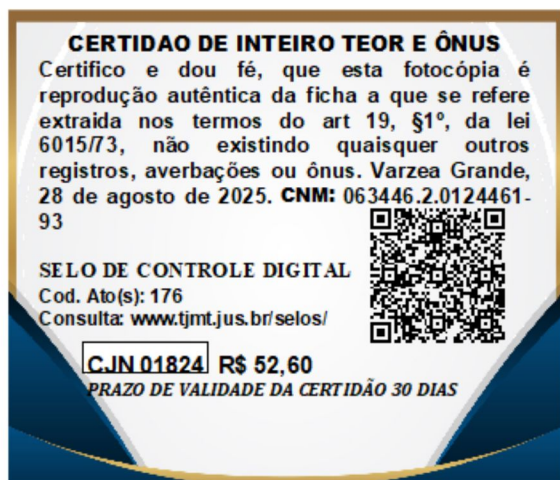 CERTIDAO DE INTEIRO TEOR E ÔNUS
Certifico e dou fé, que esta fotocópia é
reprodução autêntica da ficha a que se refere
extraida nos termos do art 19, §1º, da lei
6015/73, não existindo quaisquer outros
registros, averbações ou ônus. Varzea Grande,
28 de agosto de 2025. CNM: 063446.2.0124461-
93
SELO DE CONTROLE DIGITAL
Cod. Ato(s): 176
Consulta: www.tjmt.jus.br/selos/
CJN 01824 R$ 52,60
PRAZO DE VALIDADE DA CERTIDÃO 30 DIAS